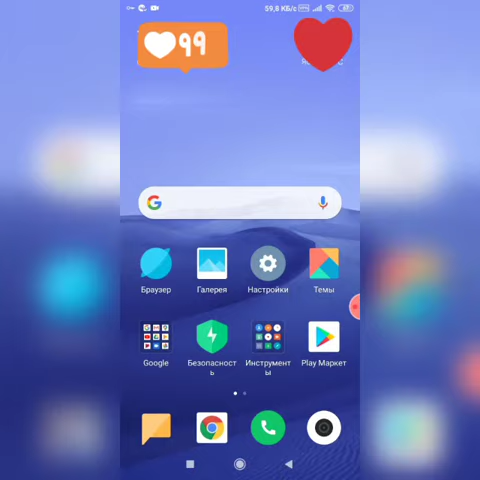 59,8 КБ/с
99
Браузер
Галерея
Настройки
Темы
Google
Безопасност
ь
Инструмент
ы
Play Маркет